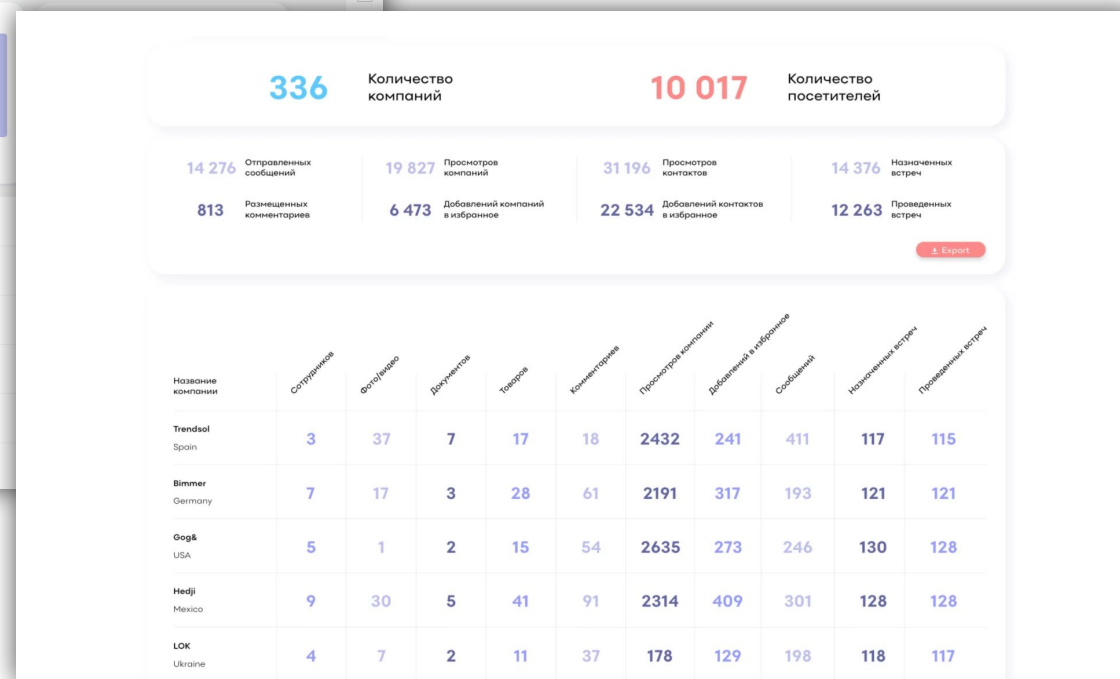 336
Количество
компаний
10 017
Количество
посетителей
14 276
Отправленных
сообщений
19 827
Просмотров
компаний
31 196
Просмотров
контактов
14 376
Назначенных
встреч
813
Размещенных
комментариев
6 473
Добавлений компаний
в избранное
22 534
Добавлений контактов
в избранное
12 263
Проведенных
встреч
Export
Название
компании
Сотрудников
Фото/видео
Документов
Товаров
Комментариев
Просмотров компании
Добавлений в избранное
Сообщений
Назначенных встреч
Проведенных встреч
Trendsol
Spain
3 37 7 17 18 2432 241 411 117 115
Bimmer
Germany
7 17 3 28 61 2191 317 193 121 121
Gog&
USA
5 1 2 15 54 2635 273 246 130 128
Hedji
Mexico
9 30 5 41 91 2314 409 301 128 128
LOK
Ukraine
4 7 2 11 37 178 129 198 118 117